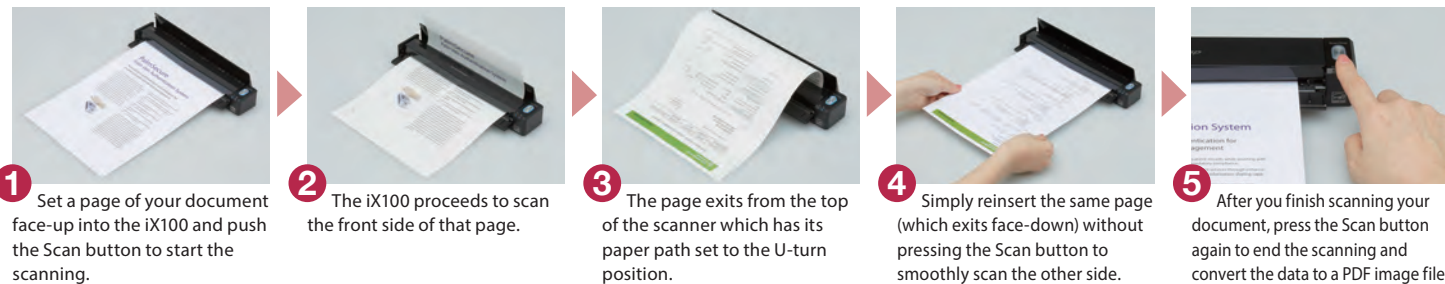 1
Set a page of your document
face-up into the iX100 and push
the Scan button to start the
scanning.
2
The iX100 proceeds to scan
the front side of that page.
3
The page exits from the top
of the scanner which has its
paper path set to the U-turn
position.
4
Simply reinsert the same page
(which exits face-down) without
pressing the Scan button to
smoothly scan the other side.
ion System
ntication for
agement
5
After you finish scanning your
document, press the Scan button
again to end the scanning and
convert the data to a PDF image file